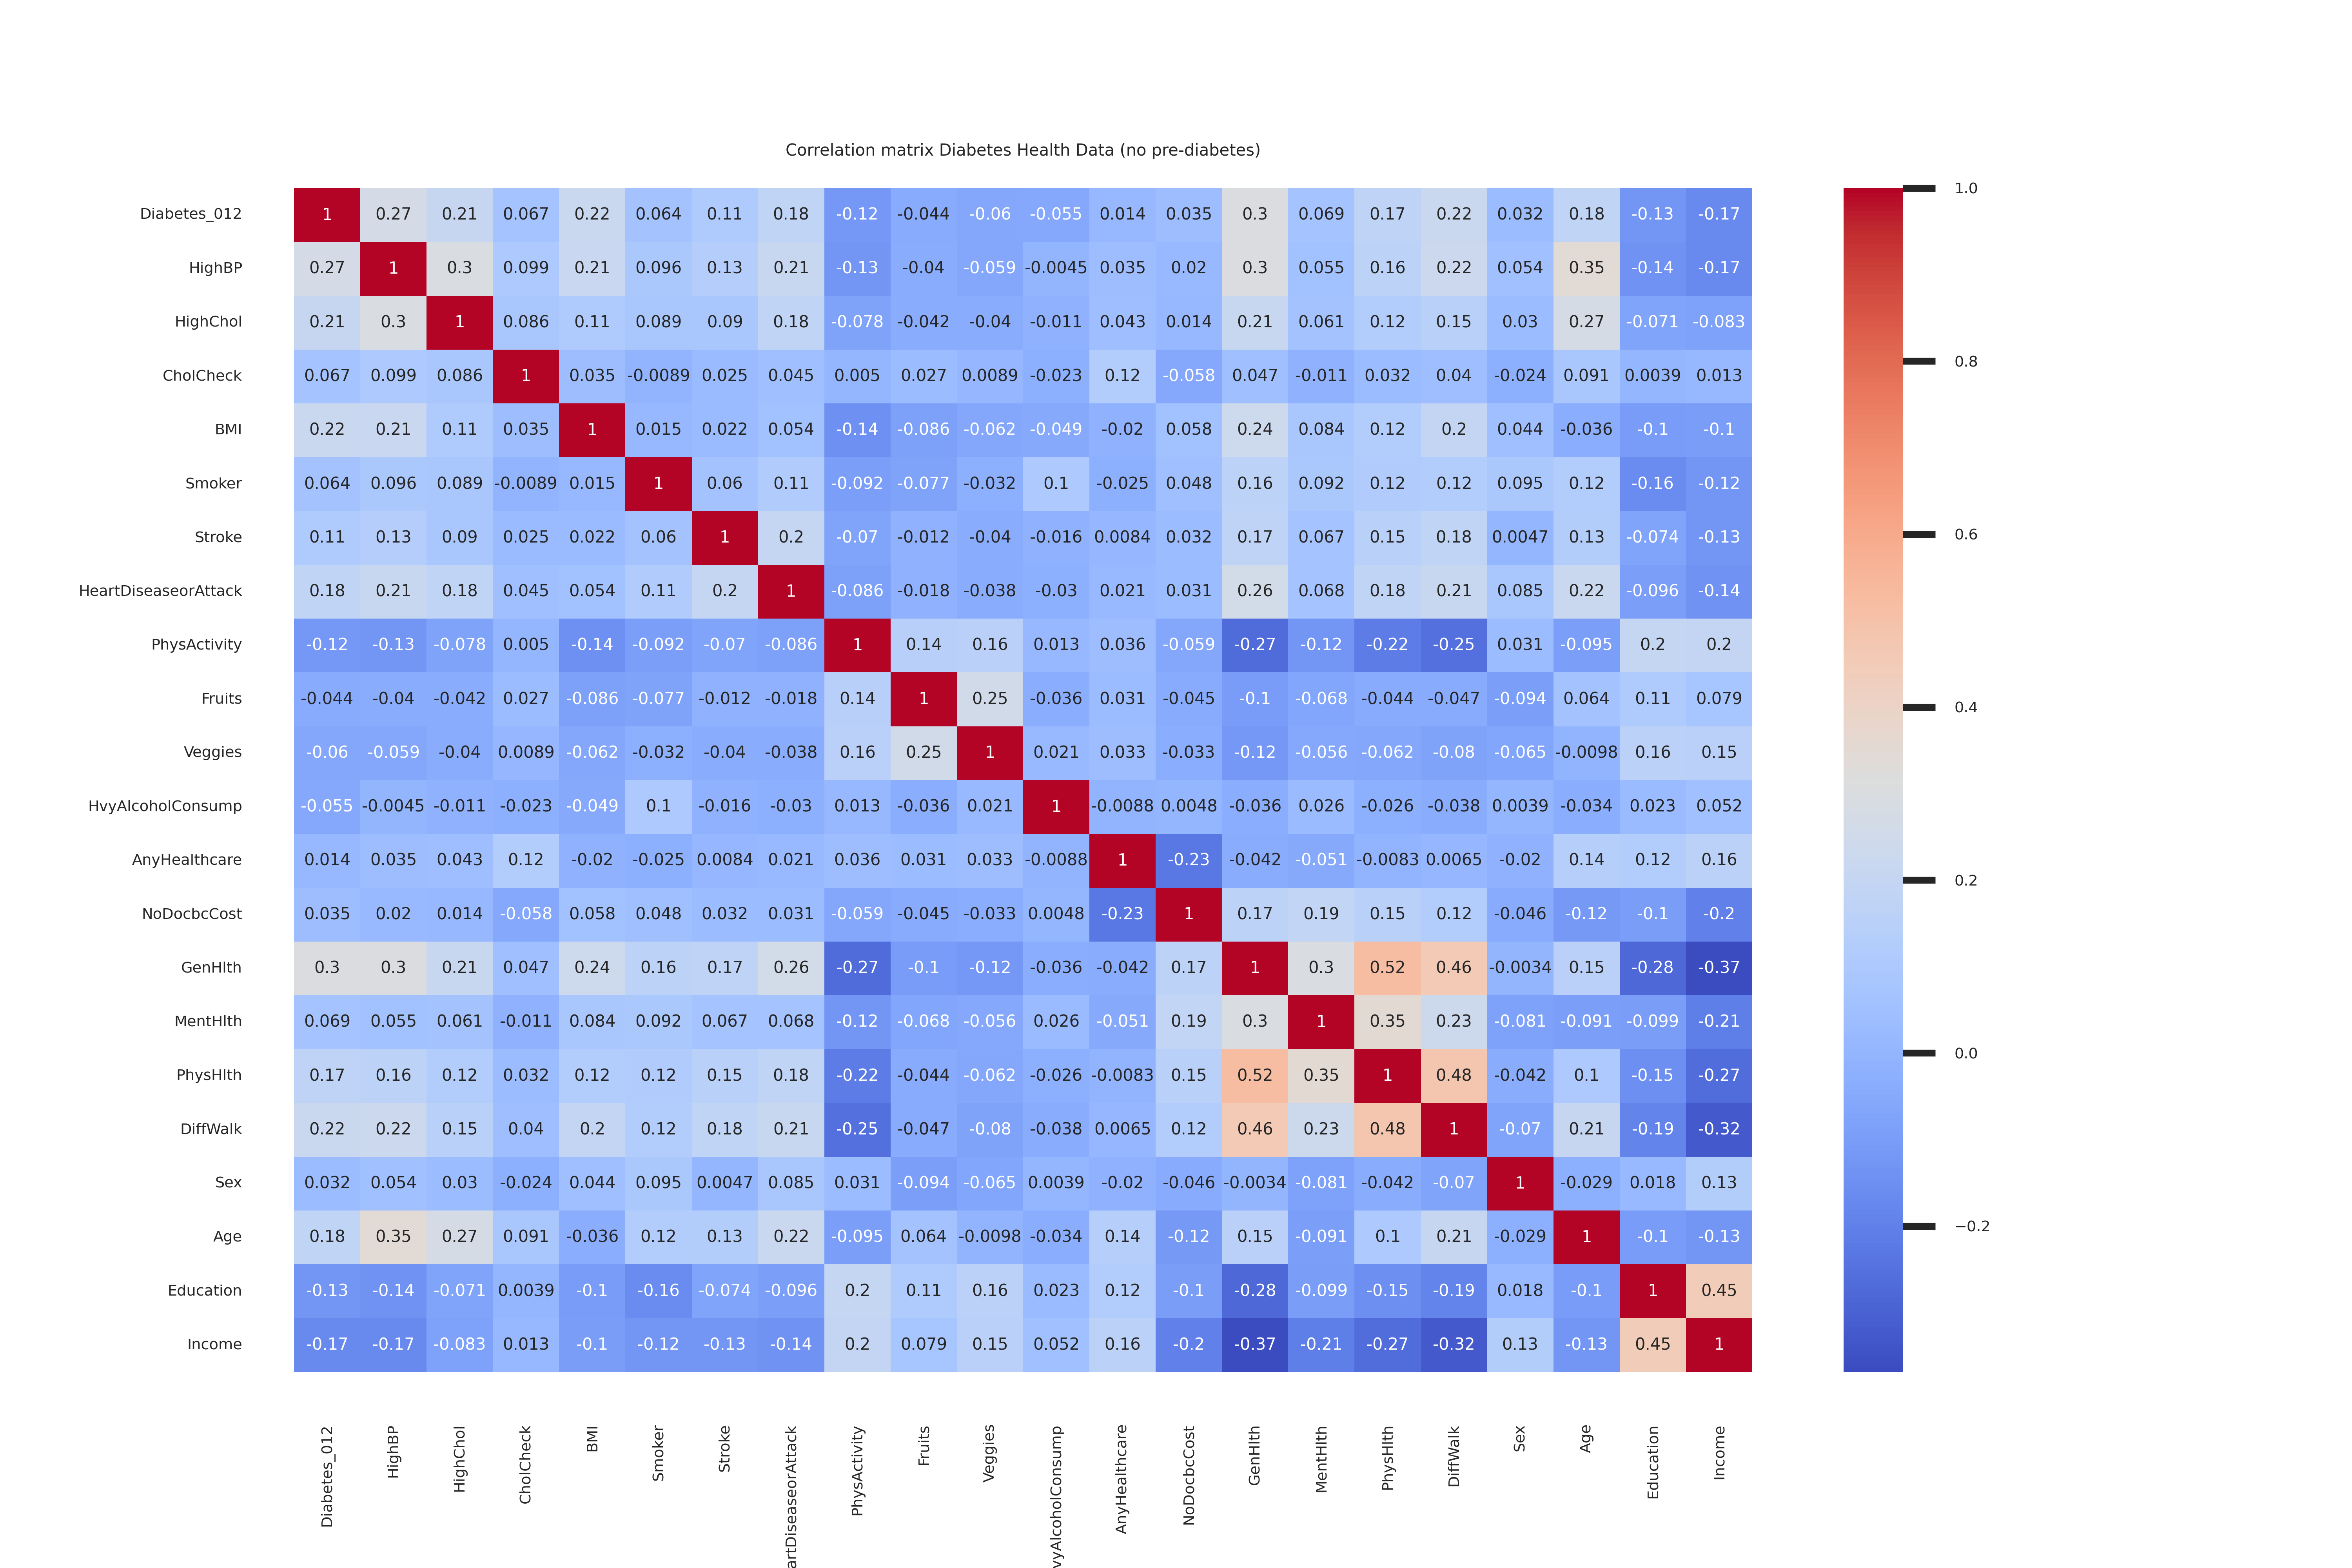 Correlation matrix Diabetes Health Data (no pre-diabetes)
Diabetes_012 1 0.27 0.21 0.067 0.22 0.064 0.11 0.18 -0.12 -0.044 -0.06 -0.055 0.014 0.035 0.3 0.069 0.17 0.22 0.032 0.18 -0.13 -0.17
HighBP 0.27 1 0.3 0.099 0.21 0.096 0.13 0.21 -0.13 -0.04 -0.059 -0.0045 0.035 0.02 0.3 0.055 0.16 0.22 0.054 0.35 -0.14 -0.17
HighChol 0.21 0.3 1 0.086 0.11 0.089 0.09 0.18 -0.078 -0.042 -0.04 -0.011 0.043 0.014 0.21 0.061 0.12 0.15 0.03 0.27 -0.071 -0.083
CholCheck 0.067 0.099 0.086 1 0.035 -0.0089 0.025 0.045 0.005 0.027 0.0089 -0.023 0.12 -0.058 0.047 -0.011 0.032 0.04 -0.024 0.091 0.0039 0.013
BMI 0.22 0.21 0.11 0.035 1 0.015 0.022 0.054 -0.14 -0.086 -0.062 -0.049 -0.02 0.058 0.24 0.084 0.12 0.2 0.044 -0.036 -0.1 -0.1
Smoker 0.064 0.096 0.089 -0.0089 0.015 1 0.06 0.11 -0.092 -0.077 -0.032 0.1 -0.025 0.048 0.16 0.092 0.12 0.12 0.095 0.12 -0.16 -0.12
Stroke 0.11 0.13 0.09 0.025 0.022 0.06 1 0.2 -0.07 -0.012 -0.04 -0.016 0.0084 0.032 0.17 0.067 0.15 0.18 0.0047 0.13 -0.074 -0.13
HeartDiseaseorAttack 0.18 0.21 0.18 0.045 0.054 0.11 0.2 1 -0.086 -0.018 -0.038 -0.03 0.021 0.031 0.26 0.068 0.18 0.21 0.085 0.22 -0.096 -0.14
PhysActivity -0.12 -0.13 -0.078 0.005 -0.14 -0.092 -0.07 -0.086 1 0.14 0.16 0.013 0.036 -0.059 -0.27 -0.12 -0.22 -0.25 0.031 -0.095 0.2 0.2
Fruits -0.044 -0.04 -0.042 0.027 -0.086 -0.077 -0.012 -0.018 0.14 1 0.25 -0.036 0.031 -0.045 -0.1 -0.068 -0.044 -0.047 -0.094 0.064 0.11 0.079
Veggies -0.06 -0.059 -0.04 0.0089 -0.062 -0.032 -0.04 -0.038 0.16 0.25 1 0.021 0.033 -0.033 -0.12 -0.056 -0.062 -0.08 -0.065 -0.0098 0.16 0.15
HvyAlcoholConsump -0.055 -0.0045 -0.011 -0.023 -0.049 0.1 -0.016 -0.03 0.013 -0.036 0.021 1 -0.0088 0.0048 -0.036 0.026 -0.026 -0.038 0.0039 -0.034 0.023 0.052
AnyHealthcare 0.014 0.035 0.043 0.12 -0.02 -0.025 0.0084 0.021 0.036 0.031 0.033 -0.0088 1 -0.23 -0.042 -0.051 -0.0083 0.0065 -0.02 0.14 0.12 0.16
NoDocbcCost 0.035 0.02 0.014 -0.058 0.058 0.048 0.032 0.031 -0.059 -0.045 -0.033 0.0048 -0.23 1 0.17 0.19 0.15 0.12 -0.046 -0.12 -0.1 -0.2
GenHlth 0.3 0.3 0.21 0.047 0.24 0.16 0.17 0.26 -0.27 -0.1 -0.12 -0.036 -0.042 0.17 1 0.3 0.52 0.46 -0.0034 0.15 -0.28 -0.37
MentHlth 0.069 0.055 0.061 -0.011 0.084 0.092 0.067 0.068 -0.12 -0.068 -0.056 0.026 -0.051 0.19 0.3 1 0.35 0.23 -0.081 -0.091 -0.099 -0.21
PhysHlth 0.17 0.16 0.12 0.032 0.12 0.12 0.15 0.18 -0.22 -0.044 -0.062 -0.026 -0.0083 0.15 0.52 0.35 1 0.48 -0.042 0.1 -0.15 -0.27
DiffWalk 0.22 0.22 0.15 0.04 0.2 0.12 0.18 0.21 -0.25 -0.047 -0.08 -0.038 0.0065 0.12 0.46 0.23 0.48 1 -0.07 0.21 -0.19 -0.32
Sex 0.032 0.054 0.03 -0.024 0.044 0.095 0.0047 0.085 0.031 -0.094 -0.065 0.0039 -0.02 -0.046 -0.0034 -0.081 -0.042 -0.07 1 -0.029 0.018 0.13
Age 0.18 0.35 0.27 0.091 -0.036 0.12 0.13 0.22 -0.095 0.064 -0.0098 -0.034 0.14 -0.12 0.15 -0.091 0.1 0.21 -0.029 1 -0.1 -0.13
Education -0.13 -0.14 -0.071 0.0039 -0.1 -0.16 -0.074 -0.096 0.2 0.11 0.16 0.023 0.12 -0.1 -0.28 -0.099 -0.15 -0.19 0.018 -0.1 1 0.45
Income -0.17 -0.17 -0.083 0.013 -0.1 -0.12 -0.13 -0.14 0.2 0.079 0.15 0.052 0.16 -0.2 -0.37 -0.21 -0.27 -0.32 0.13 -0.13 0.45 1
Diabetes_012
HighBP
HighChol
CholCheck
BMI
Smoker
Stroke
artDiseaseorAttack
PhysActivity
Fruits
Veggies
vyAlcoholConsump
AnyHealthcare
NoDocbcCost
GenHlth
MentHlth
PhysHlth
DiffWalk
Sex
Age
Education
Income
1.0
0.8
0.6
0.4
0.2
0.0
−0.2